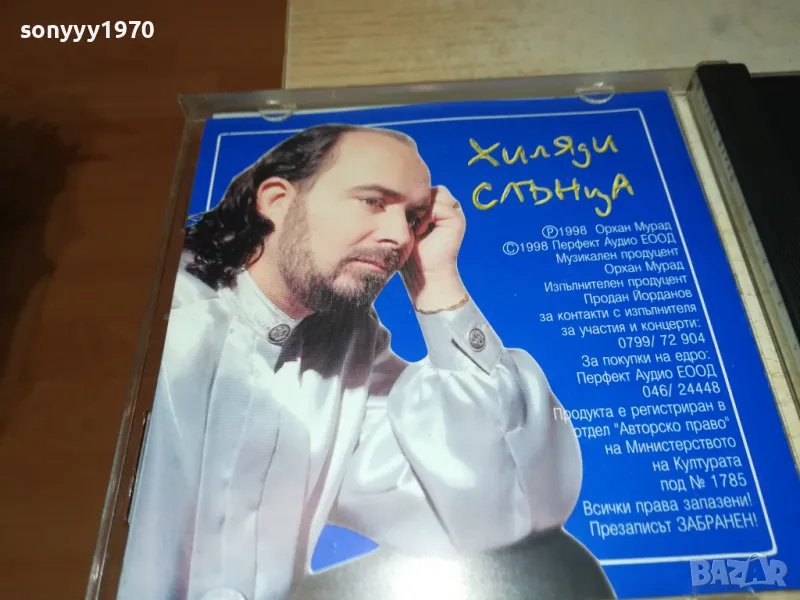 sonyyy1970
Хиляди
слънца
Ⓟ1998 Орхан Мурад
©1998 Перфект Аудио ЕООД
Музикален продуцент
Орхан Мурад
Изпълнителен продуцент
Продан Йорданов
за контакти с изпълнителя
за участия и концерти:
0799/ 72 904
За покупки на едро:
Перфект Аудио ЕООД
046/ 24448
Продукта е регистриран в
отдел "Авторско право"
на Министерството
на Културата
под № 1785
Всички права запазени!
Презаписът ЗАБРАНЕН!
BAZAR
bg